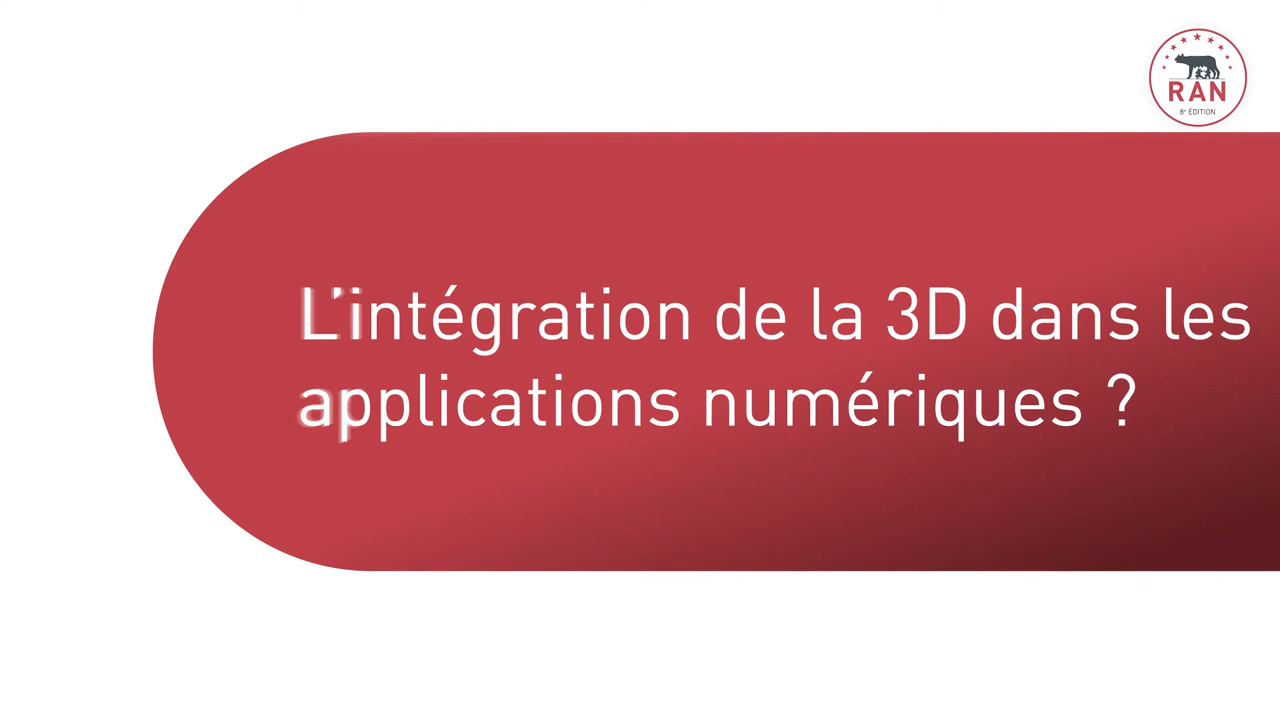 RAN
8e ÉDITION
L'intégration de la 3D dans les
applications numériques ?